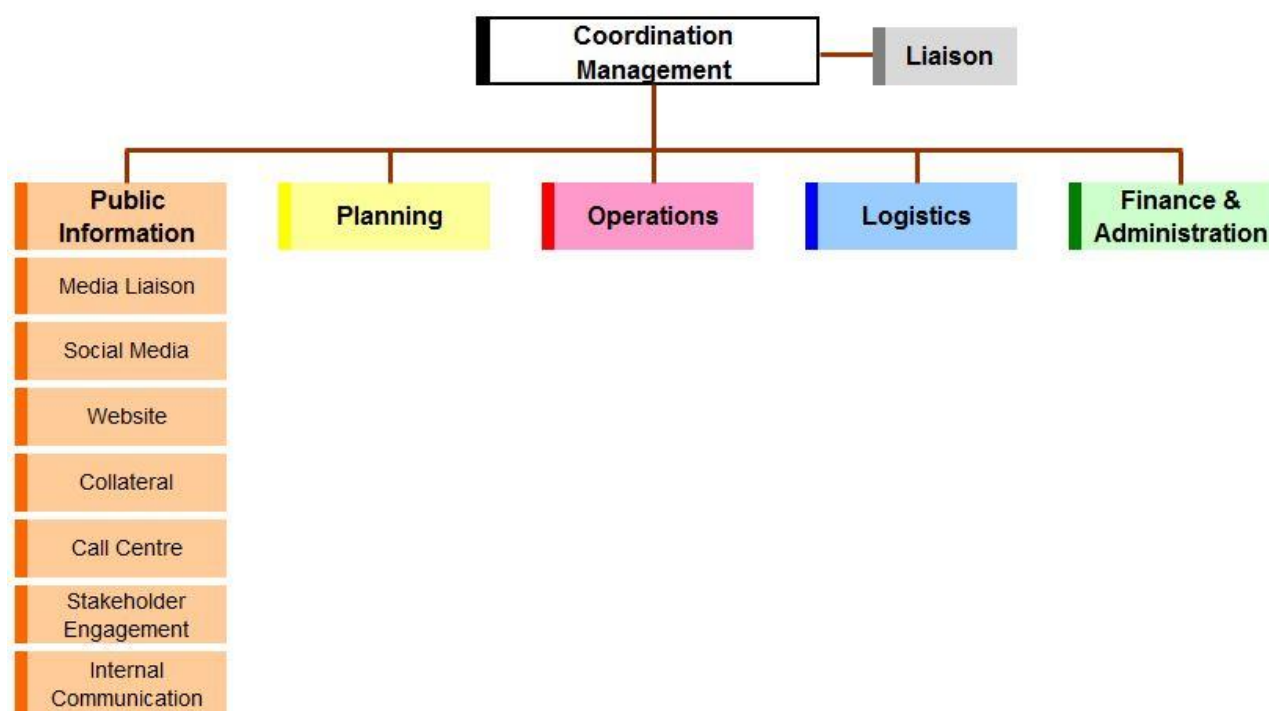 Coordination
Management
Liaison
Public
Information
Planning
Operations
Logistics
Finance &
Administration
Media Liaison
Social Media
Website
Collateral
Call Centre
Stakeholder
Engagement
Internal
Communication